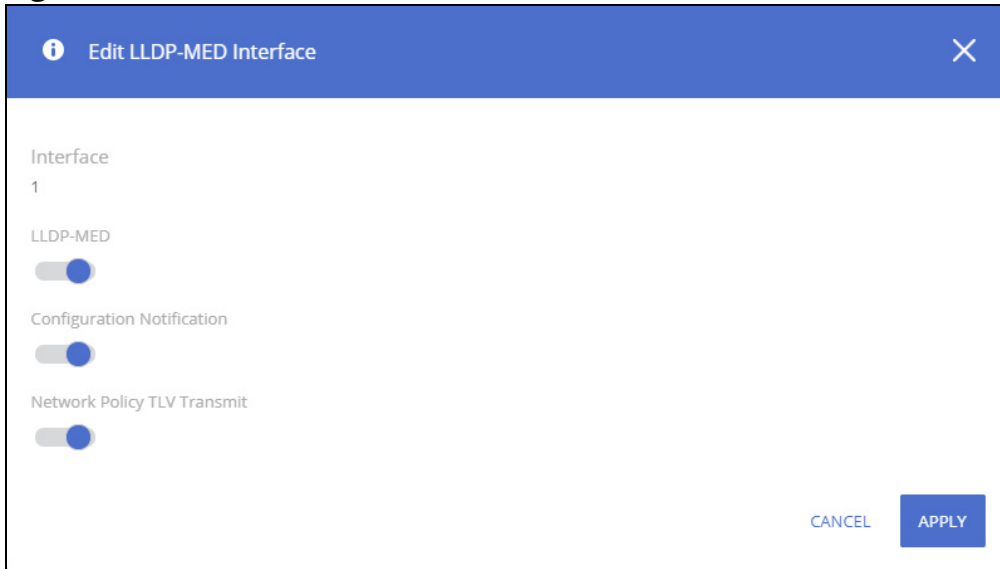 Edit LLDP-MED Interface
Interface
1
LLDP-MED
Configuration Notification
Network Policy TLV Transmit
CANCEL APPLY